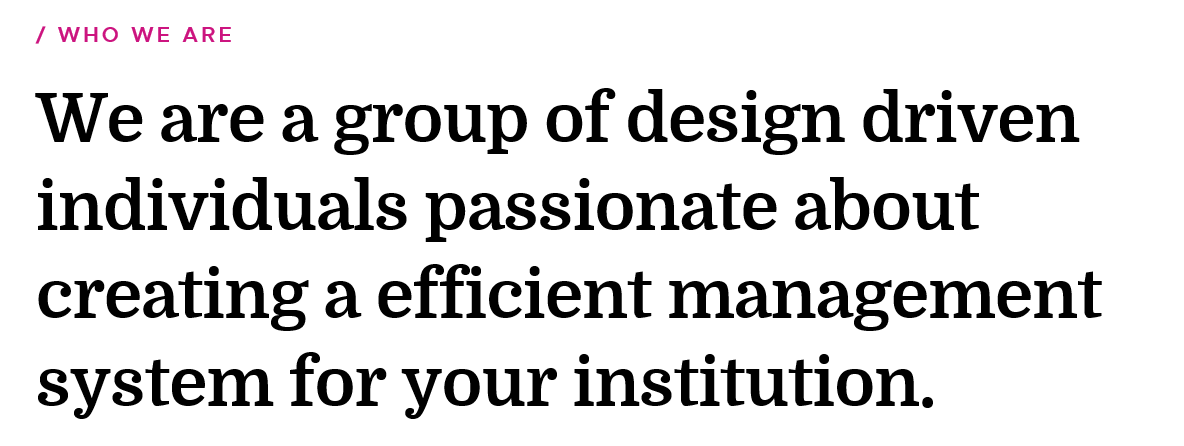 / WHO WE ARE
We are a group of design driven
individuals passionate about
creating a efficient management
system for your institution.